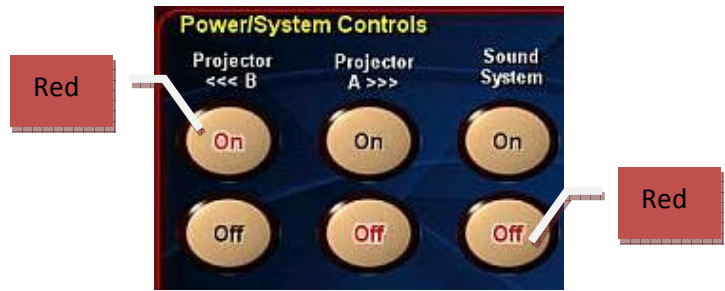 Power/System Controls
Projector <<< B
Projector A >>>
Sound System
Red
On
On
On
Red
Off
Off
Off